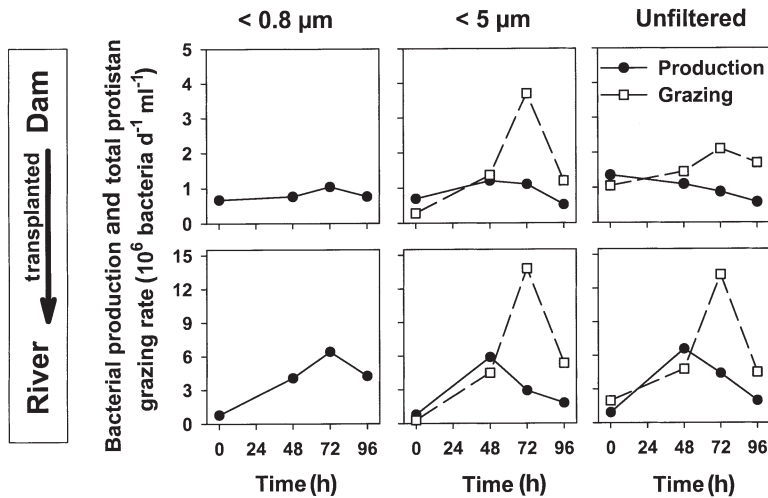 < 0.8 µm
< 5 µm
Unfiltered
Dam
transplanted
River
Bacterial production and total protistan
grazing rate (10⁶ bacteria d⁻¹ ml⁻¹)
5
4
3
2
1
0
Production
Grazing
15
12
9
6
3
0
0 24 48 72 96
0 24 48 72 96
0 24 48 72 96
Time (h)
Time (h)
Time (h)